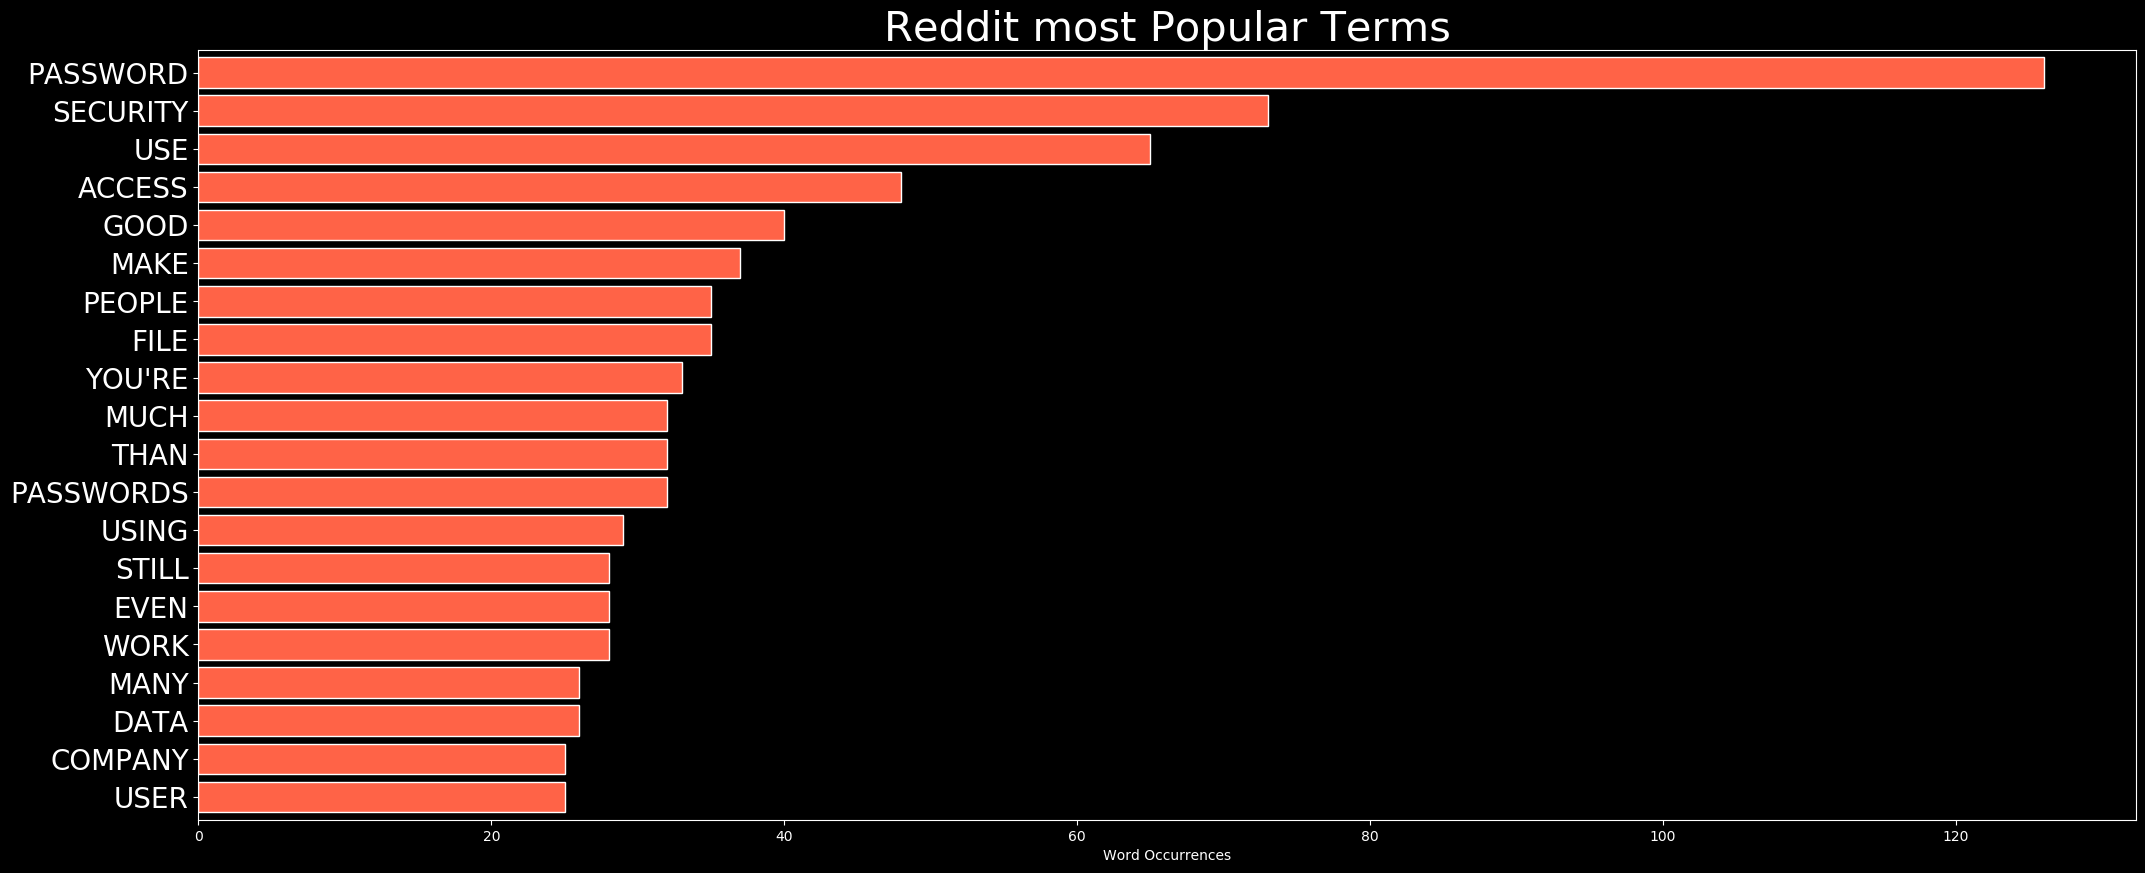 Reddit most Popular Terms
PASSWORD
SECURITY
USE
ACCESS
GOOD
MAKE
PEOPLE
FILE
YOU'RE
MUCH
THAN
PASSWORDS
USING
STILL
EVEN
WORK
MANY
DATA
COMPANY
USER
0 20 40 60 80 100 120
Word Occurrences